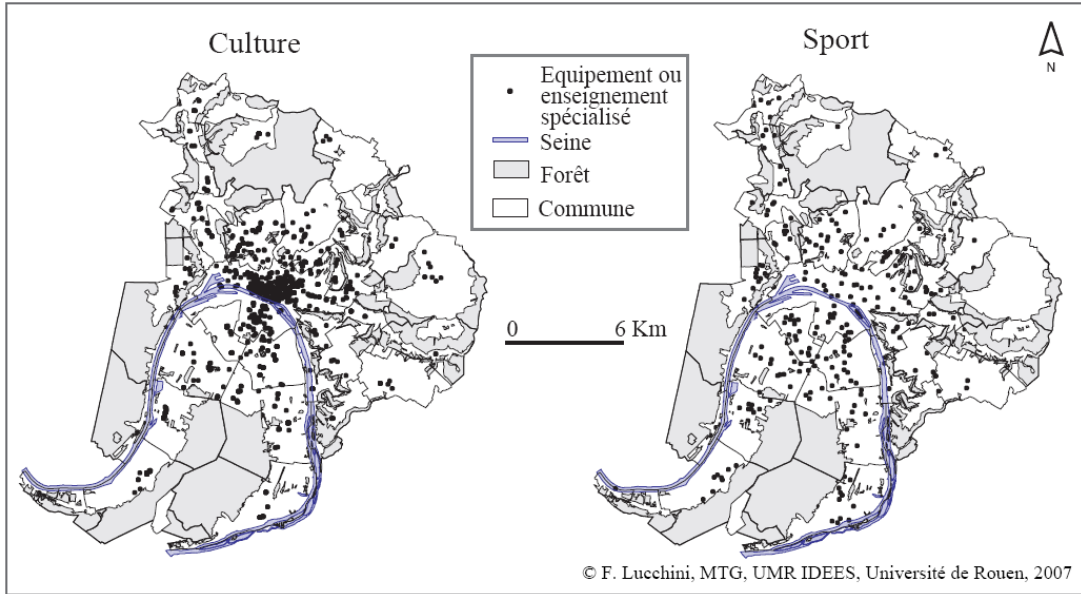 Culture
Sport
N
Equipement ou
enseignement
spécialisé
Seine
Forêt
Commune
0 6 Km
© F. Lucchini, MTG, UMR IDEES, Université de Rouen, 2007